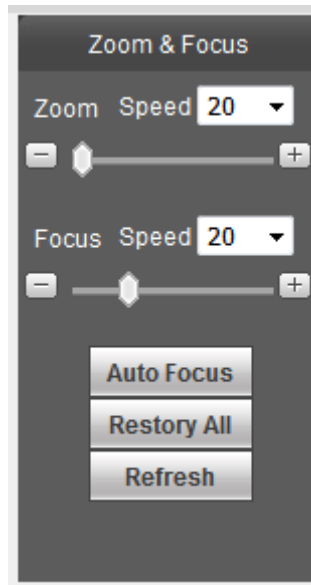 Zoom & Focus
Zoom Speed 20
− +
Focus Speed 20
− +
Auto Focus
Restory All
Refresh